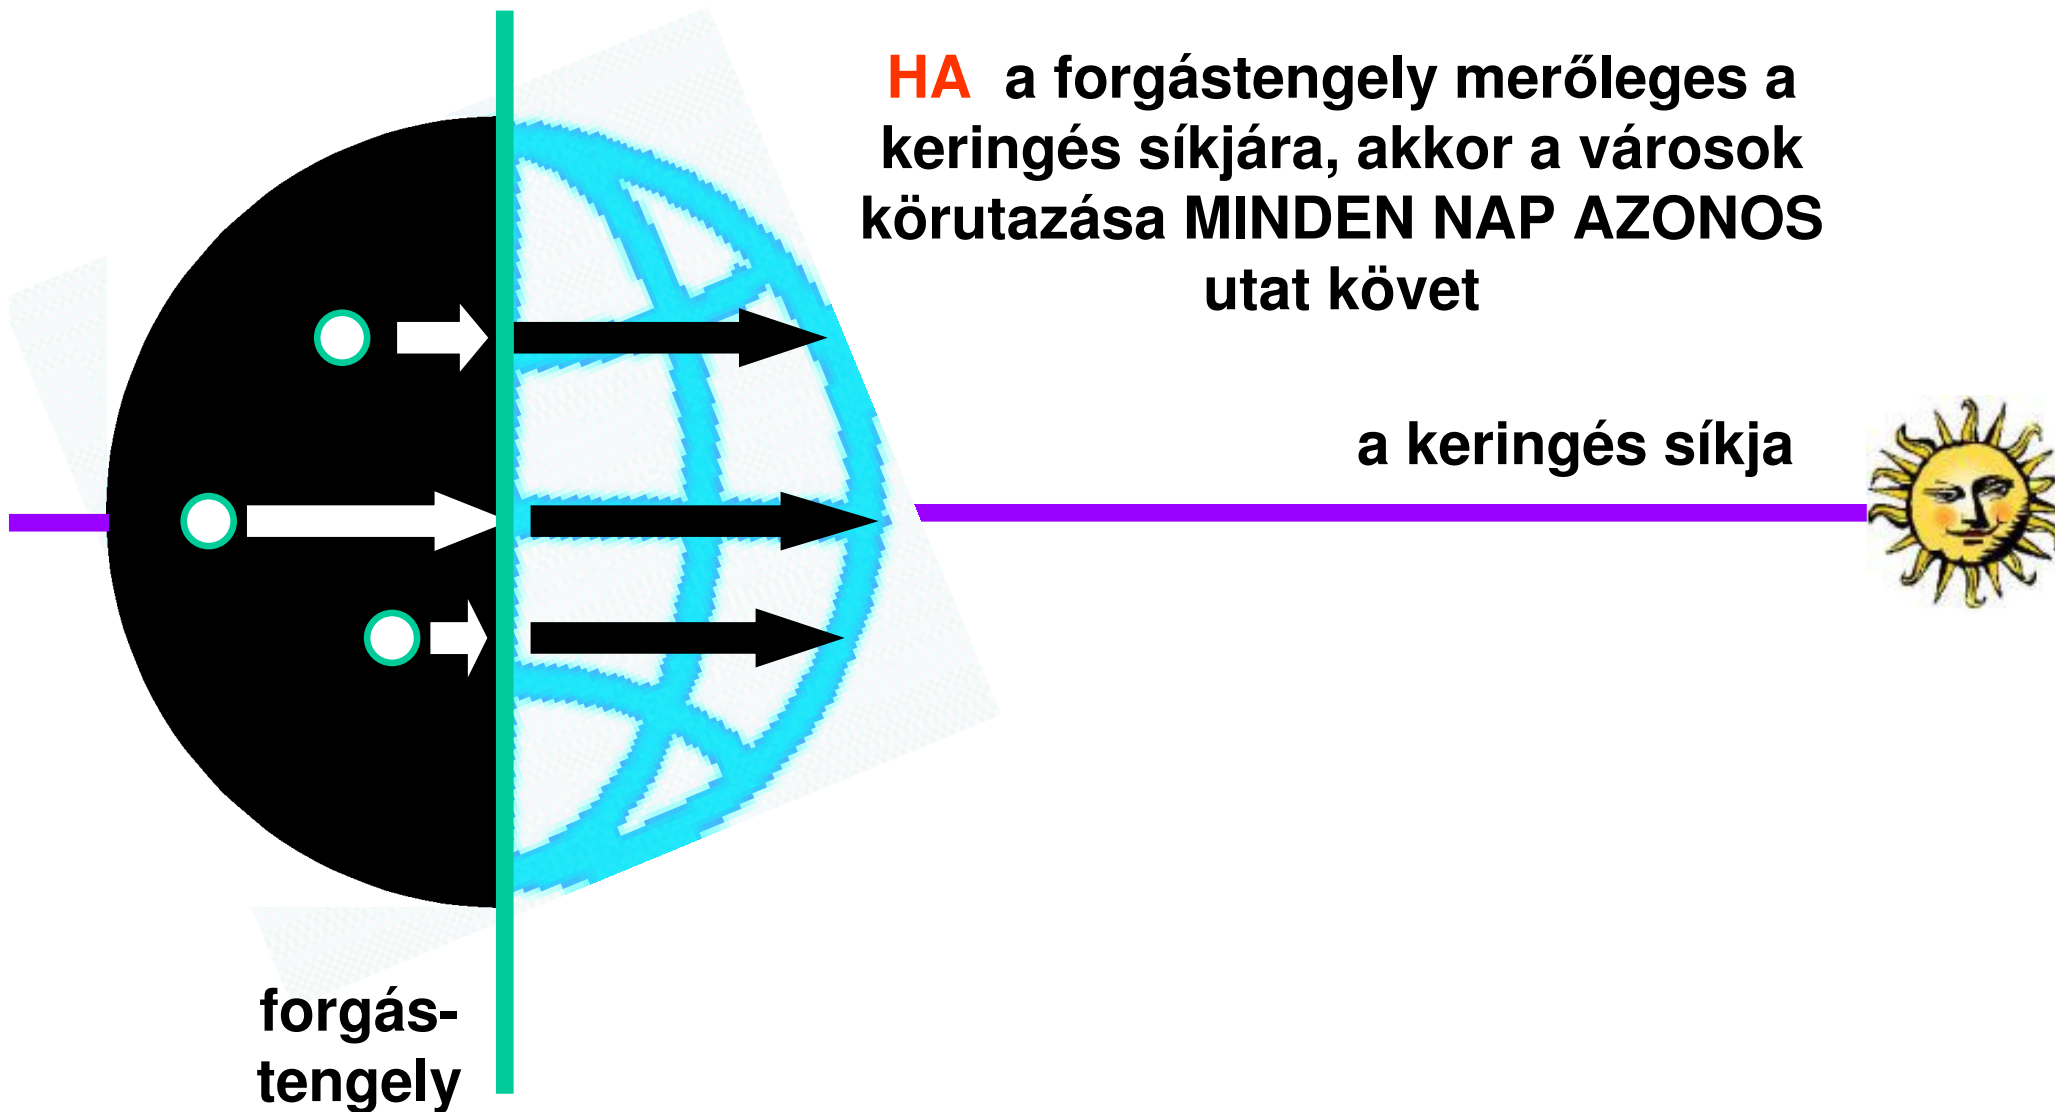 HA a forgástengely merőleges a
keringés síkjára, akkor a városok
körutazása MINDEN NAP AZONOS
utat követ
a keringés síkja
forgás-
tengely